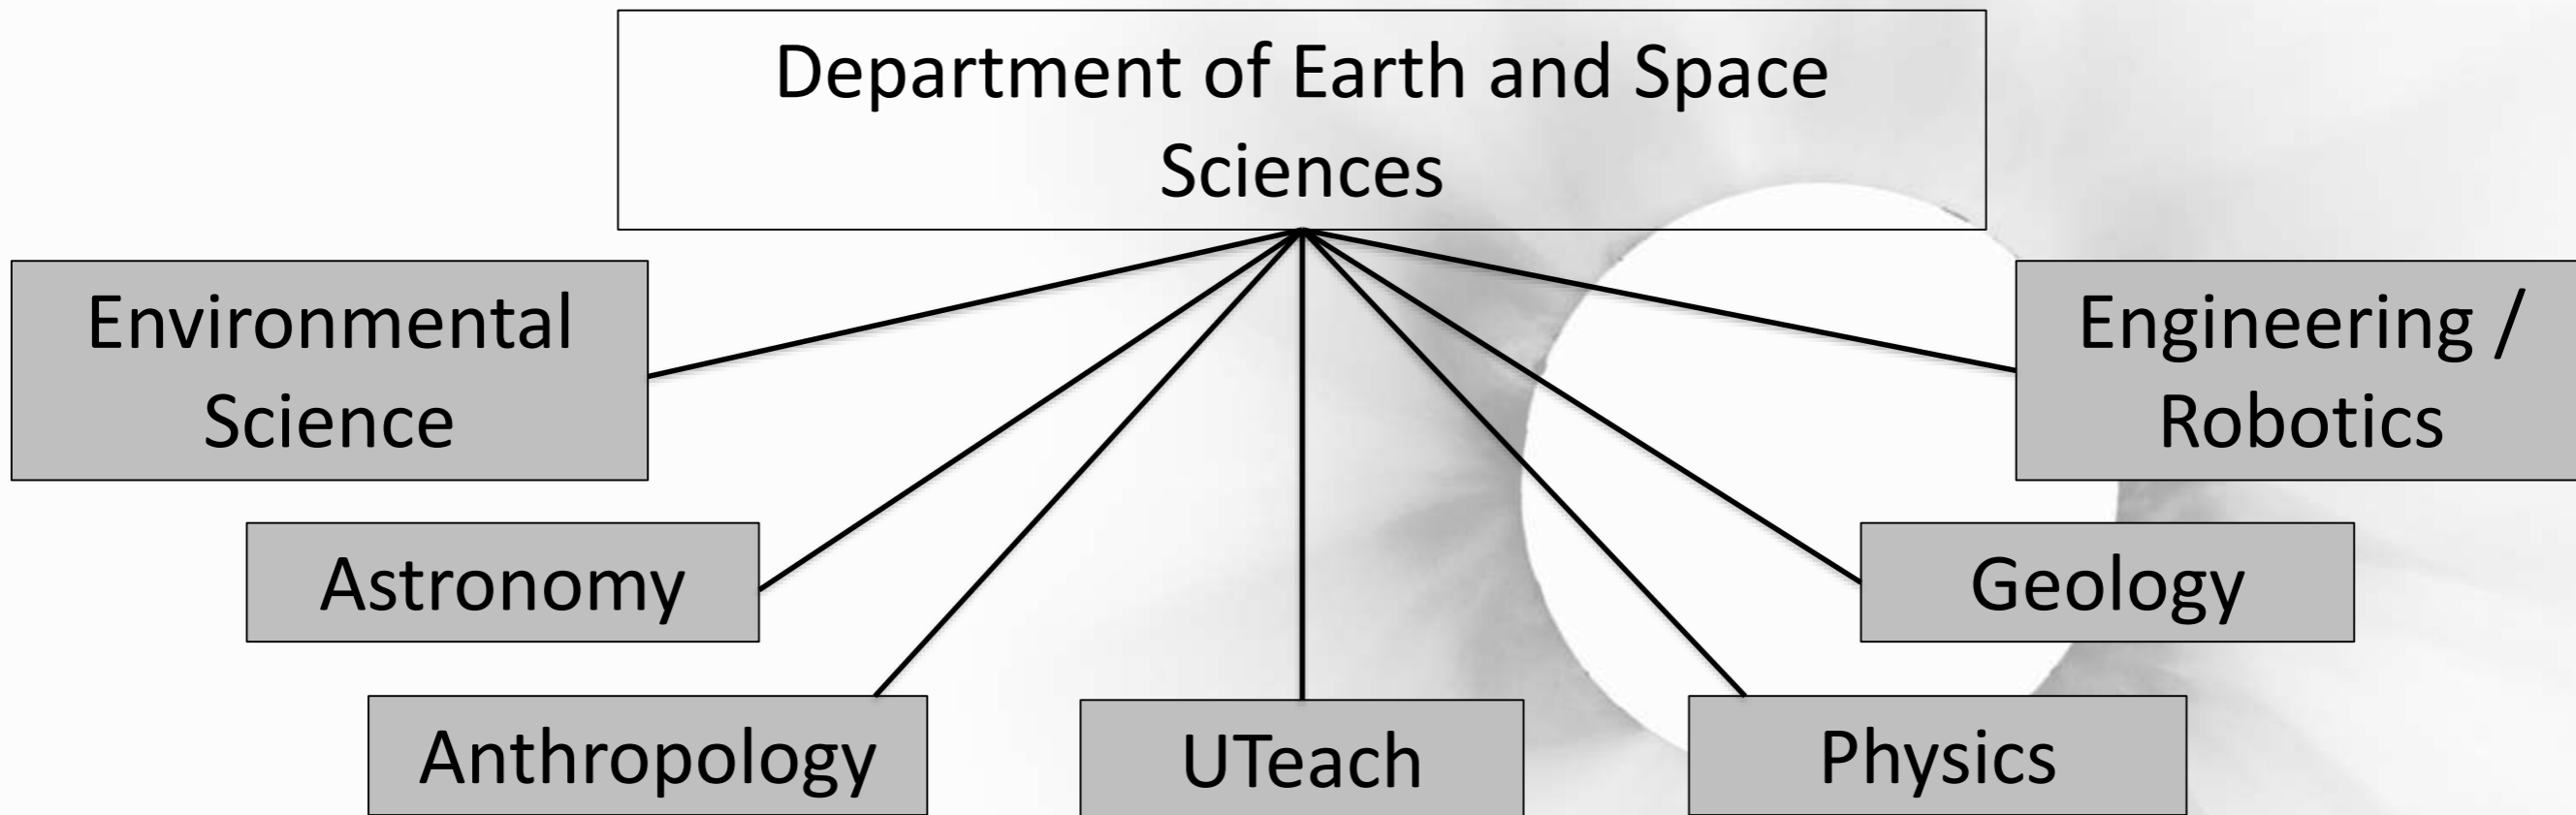 Department of Earth and Space
Sciences
Environmental
Science
Engineering /
Robotics
Astronomy
Geology
Anthropology
UTeach
Physics